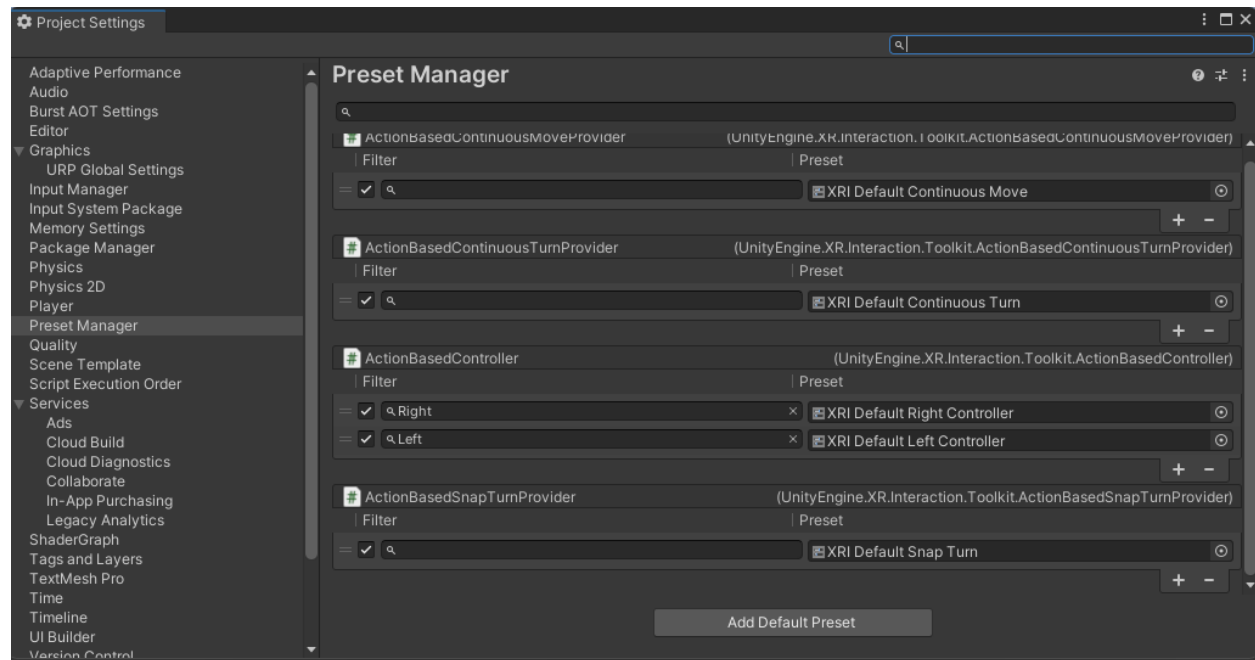 Project Settings
Adaptive Performance
Audio
Burst AOT Settings
Editor
Graphics
URP Global Settings
Input Manager
Input System Package
Memory Settings
Package Manager
Physics
Physics 2D
Player
Preset Manager
Quality
Scene Template
Script Execution Order
Services
Ads
Cloud Build
Cloud Diagnostics
Collaborate
In-App Purchasing
Legacy Analytics
ShaderGraph
Tags and Layers
TextMesh Pro
Time
Timeline
UI Builder
Version Control
Preset Manager
ActionBasedContinuousMoveProvider (UnityEngine.XR.Interaction.Toolkit.ActionBasedContinuousMoveProvider)
Filter Preset
XRI Default Continuous Move
+ -
ActionBasedContinuousTurnProvider (UnityEngine.XR.Interaction.Toolkit.ActionBasedContinuousTurnProvider)
Filter Preset
XRI Default Continuous Turn
+ -
ActionBasedController (UnityEngine.XR.Interaction.Toolkit.ActionBasedController)
Filter Preset
Right XRI Default Right Controller
Left XRI Default Left Controller
+ -
ActionBasedSnapTurnProvider (UnityEngine.XR.Interaction.Toolkit.ActionBasedSnapTurnProvider)
Filter Preset
XRI Default Snap Turn
+ -
Add Default Preset